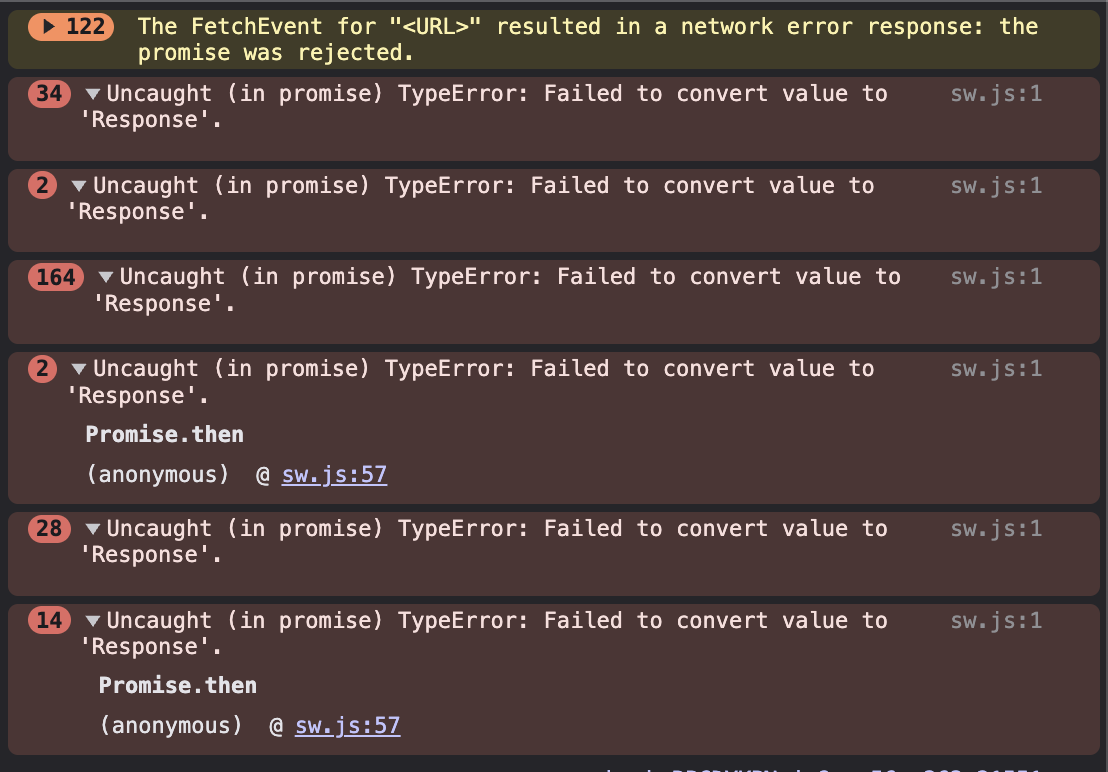 122 The FetchEvent for "<URL>" resulted in a network error response: the
promise was rejected.
34 Uncaught (in promise) TypeError: Failed to convert value to sw.js:1
'Response'.
2 Uncaught (in promise) TypeError: Failed to convert value to sw.js:1
'Response'.
164 Uncaught (in promise) TypeError: Failed to convert value to sw.js:1
'Response'.
2 Uncaught (in promise) TypeError: Failed to convert value to sw.js:1
'Response'.
Promise.then
(anonymous) @ sw.js:57
28 Uncaught (in promise) TypeError: Failed to convert value to sw.js:1
'Response'.
14 Uncaught (in promise) TypeError: Failed to convert value to sw.js:1
'Response'.
Promise.then
(anonymous) @ sw.js:57